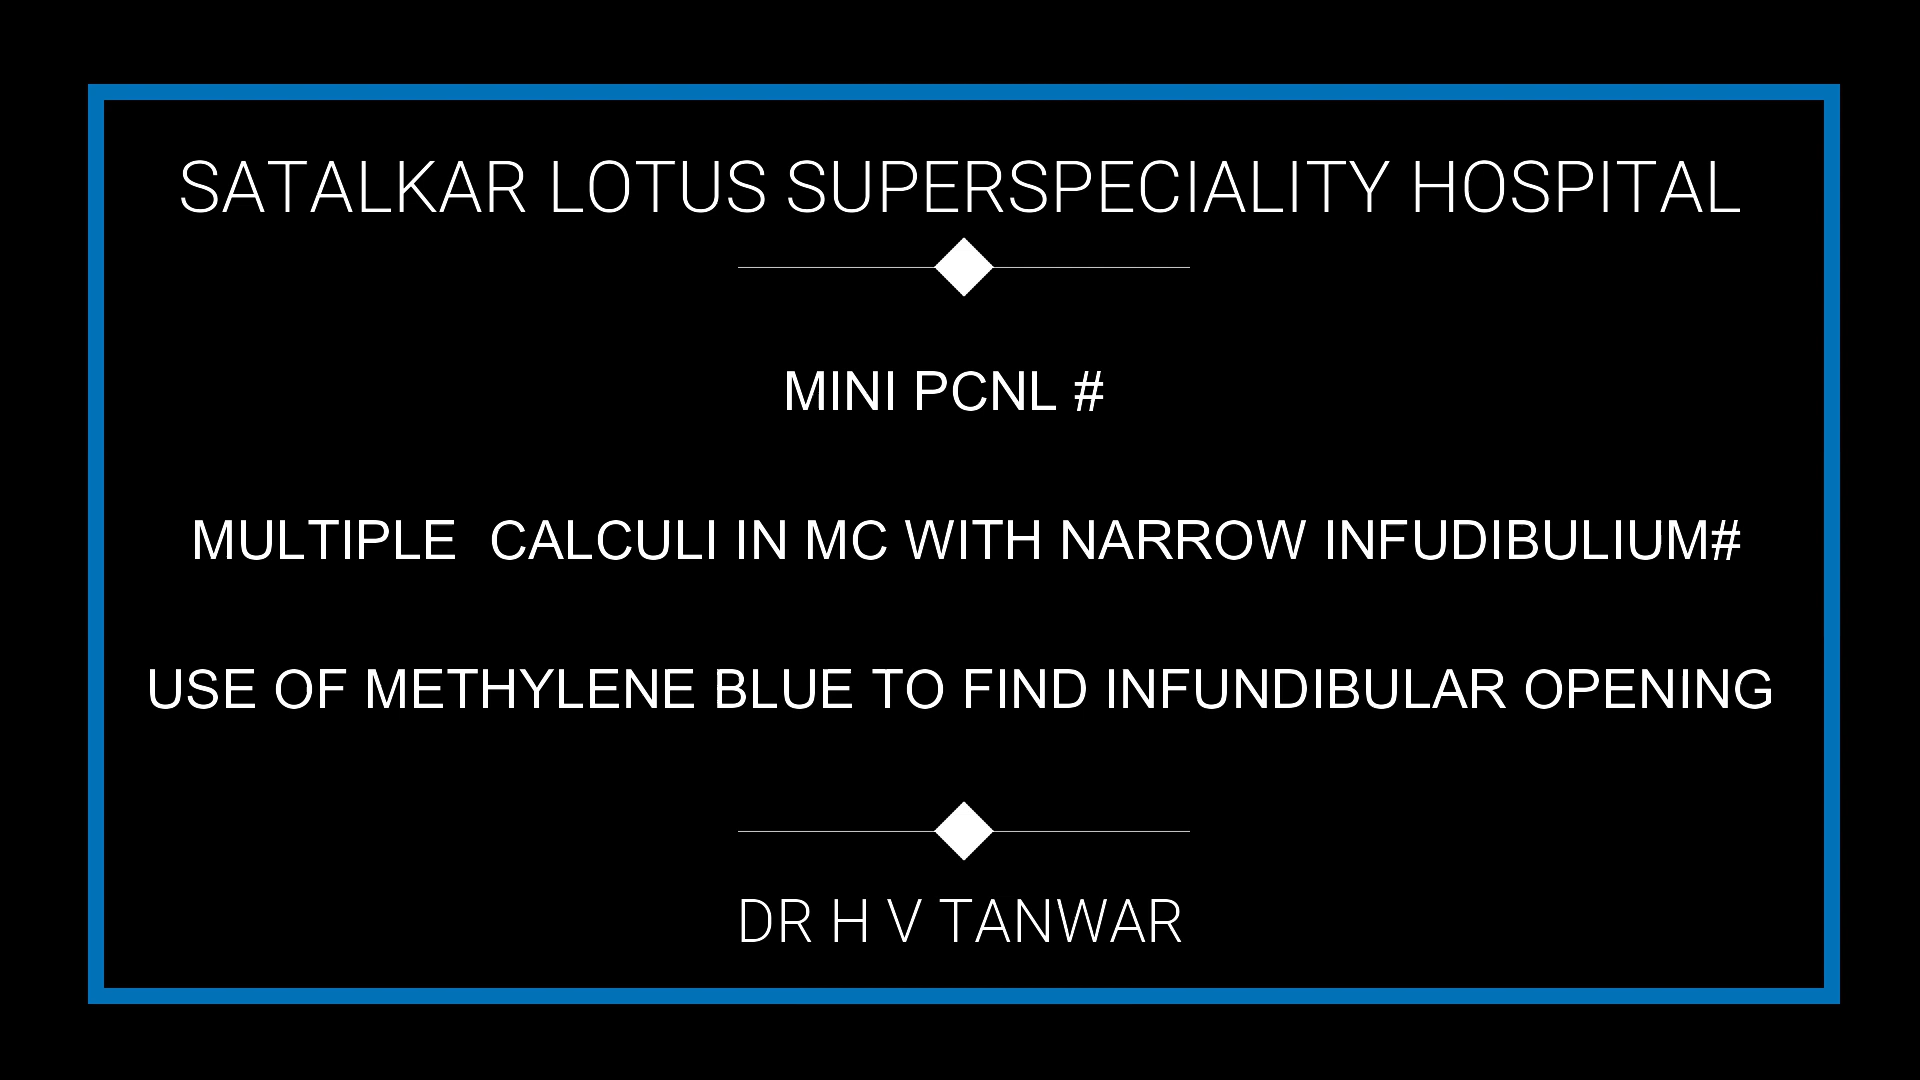 SATALKAR LOTUS SUPERSPECIALITY HOSPITAL
MINI PCNL #
MULTIPLE  CALCULI IN MC WITH NARROW INFUDIBULIUM#
USE OF METHYLENE BLUE TO FIND INFUNDIBULAR OPENING
DR H V TANWAR